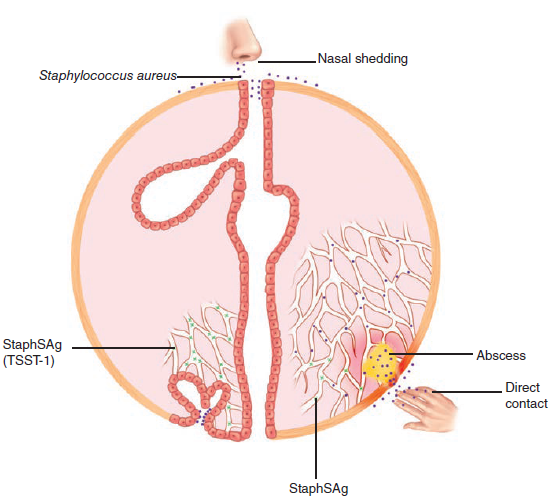 Nasal shedding
Staphylococcus aureus
StaphSAg
(TSST-1)
Abscess
Direct
contact
StaphSAg